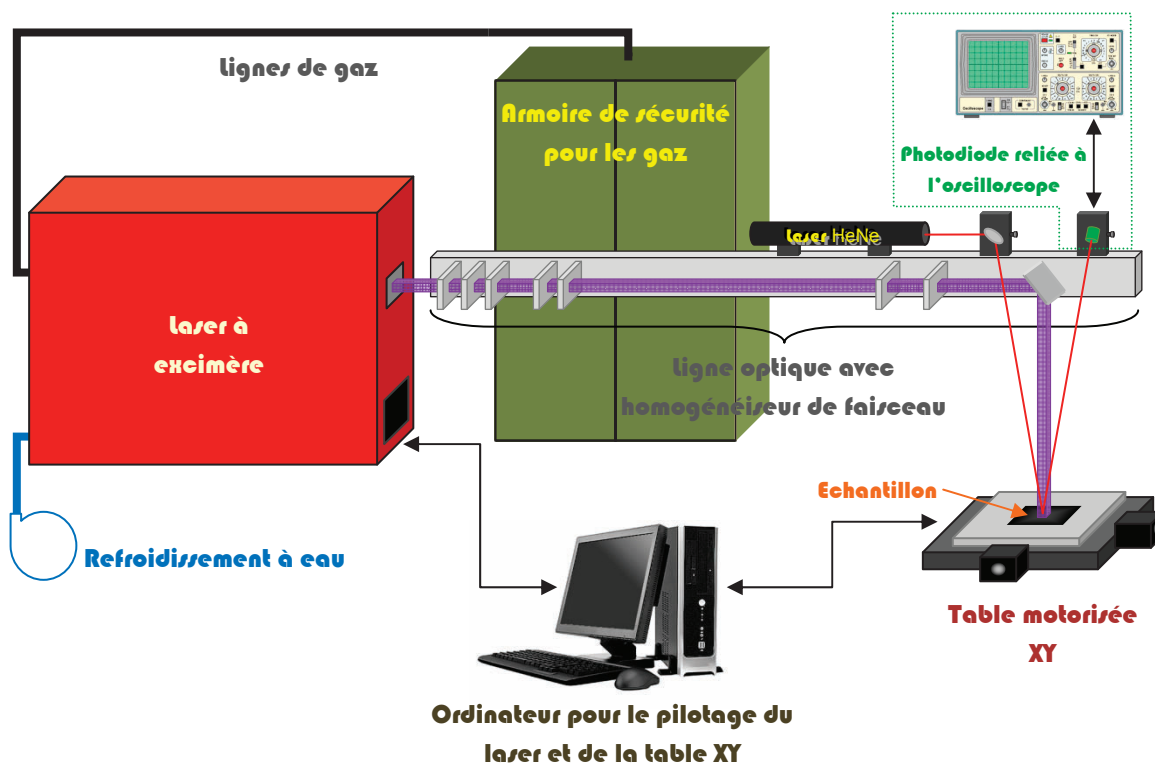 Lignes de gaz
Armoire de sécurité
pour les gaz
Oscilloscope
Photodiode reliée à
l'oscilloscope
Laser HeNe
Laser à
excimère
Ligne optique avec
homogénéiseur de faisceau
Echantillon
Refroidissement à eau
Table motorisée
XY
Ordinateur pour le pilotage du
laser et de la table XY